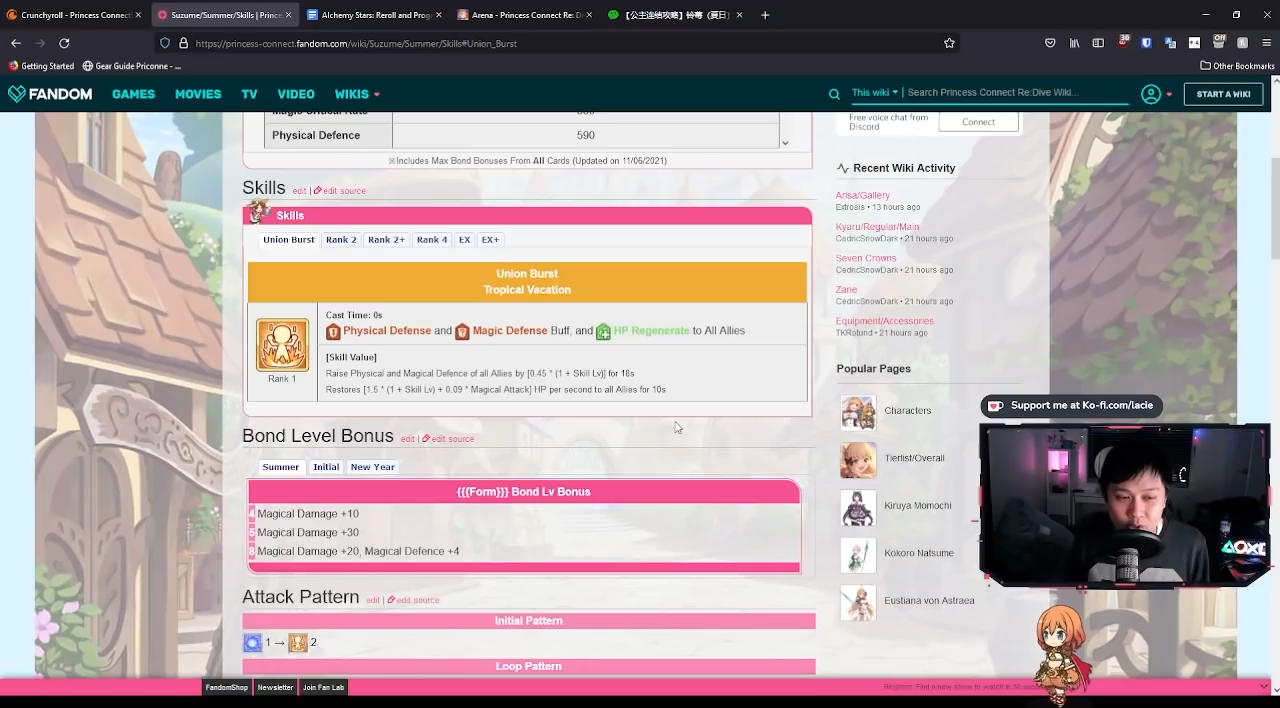 Crunchyroll - Princess Connect!
Suzume/Summer/Skills | Princes
Alchemy Stars: Reroll and Prog
Arena - Princess Connect Re: Di
【公主连结攻略】铃莓（夏日）
https://princess-connect.fandom.com/wiki/Suzume/Summer/Skills#Union_Burst
30
Off
Getting Started
Gear Guide Priconne - ...
Other Bookmarks
FANDOM
GAMES
MOVIES
TV
VIDEO
WIKIS
This wiki
Search Princess Connect Re:Dive Wiki...
START A WIKI
Physical Defence
590
※Includes Max Bond Bonuses From All Cards (Updated on 11/06/2021)
Skills edit | edit source
Skills
Union Burst
Rank 2
Rank 2+
Rank 4
EX
EX+
Union Burst
Tropical Vacation
Cast Time: 0s
Physical Defense and Magic Defense Buff, and HP Regenerate to All Allies
Rank 1
[Skill Value]
Raise Physical and Magical Defence of all Allies by [0.45 * (1 + Skill Lv)] for 18s
Restores [1.5 * (1 + Skill Lv) + 0.09 * Magical Attack] HP per second to all Allies for 10s
Bond Level Bonus edit | edit source
Summer
Initial
New Year
{{{Form}}} Bond Lv Bonus
4 Magical Damage +10
5 Magical Damage +30
8 Magical Damage +20, Magical Defence +4
Attack Pattern edit | edit source
Initial Pattern
1 → 2
Loop Pattern
Free voice chat from
Discord
Connect
Recent Wiki Activity
Arisa/Gallery
Extrosis • 13 hours ago
Kyaru/Regular/Main
CedricSnowDark • 21 hours ago
Seven Crowns
CedricSnowDark • 21 hours ago
Zane
CedricSnowDark • 21 hours ago
Equipment/Accessories
TKRotund • 21 hours ago
Popular Pages
Characters
Tierlist/Overall
Kiruya Momochi
Kokoro Natsume
Eustiana von Astraea
Support me at Ko-fi.com/lacie
FandomShop
Newsletter
Join Fan Lab